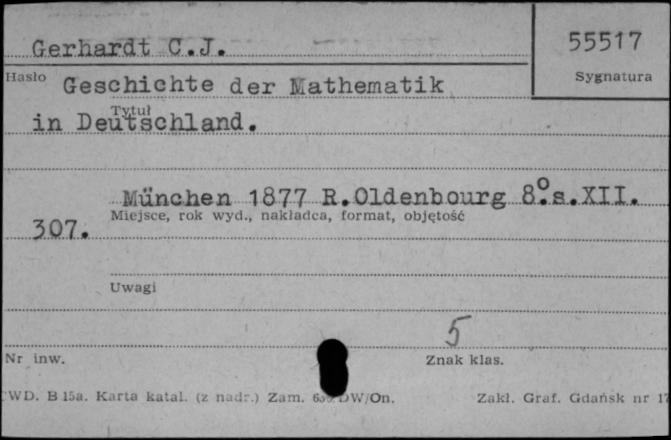 Gerhardt C.J.
55517
Hasło
Sygnatura
Geschichte der Mathematik
Tytuł
in Deutschland.
München 1877 R.Oldenbourg 8°.s.XII.
Miejsce, rok wyd., nakładca, format, objętość
307.
Uwagi
5
Nr inw.
Znak klas.
WD. B 15a. Karta katal. (z nadr.) Zam. DW/On.
Zakł. Graf. Gdańsk nr 17